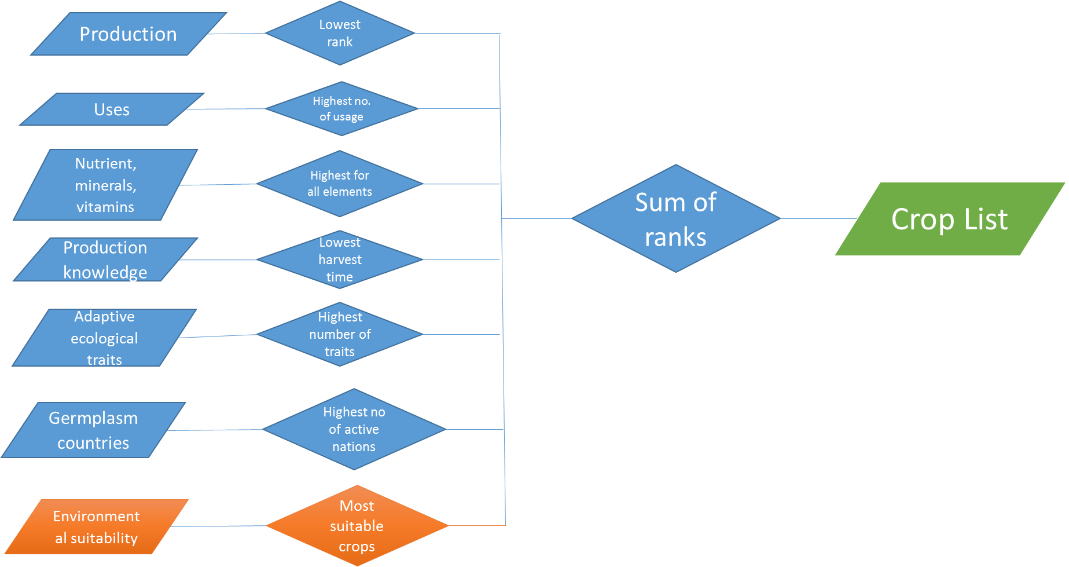 Production
Lowest
rank
Uses
Highest no.
of usage
Nutrient,
minerals,
vitamins
Highest for
all elements
Production
knowledge
Lowest
harvest
time
Adaptive
ecological
traits
Highest
number of
traits
Germplasm
countries
Highest no
of active
nations
Environment
al suitability
Most
suitable
crops
Sum of
ranks
Crop List